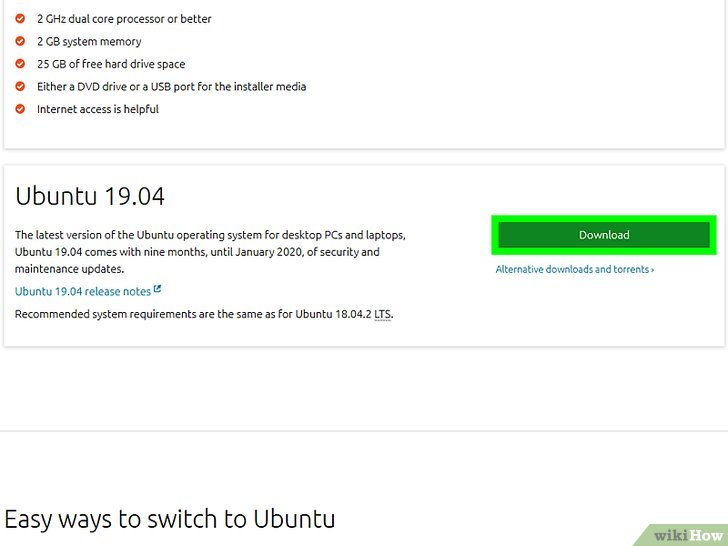 2 GHz dual core processor or better
2 GB system memory
25 GB of free hard drive space
Either a DVD drive or a USB port for the installer media
Internet access is helpful
Ubuntu 19.04
The latest version of the Ubuntu operating system for desktop PCs and laptops,
Ubuntu 19.04 comes with nine months, until January 2020, of security and
maintenance updates.
Ubuntu 19.04 release notes
Recommended system requirements are the same as for Ubuntu 18.04.2 LTS.
Download
Alternative downloads and torrents ›
Easy ways to switch to Ubuntu
wikiHow